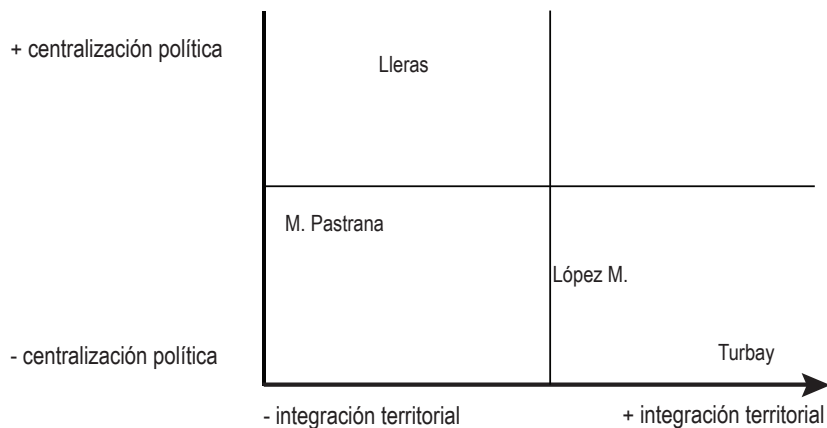 + centralización política
Lleras
M. Pastrana
López M.
- centralización política
Turbay
- integración territorial
+ integración territorial